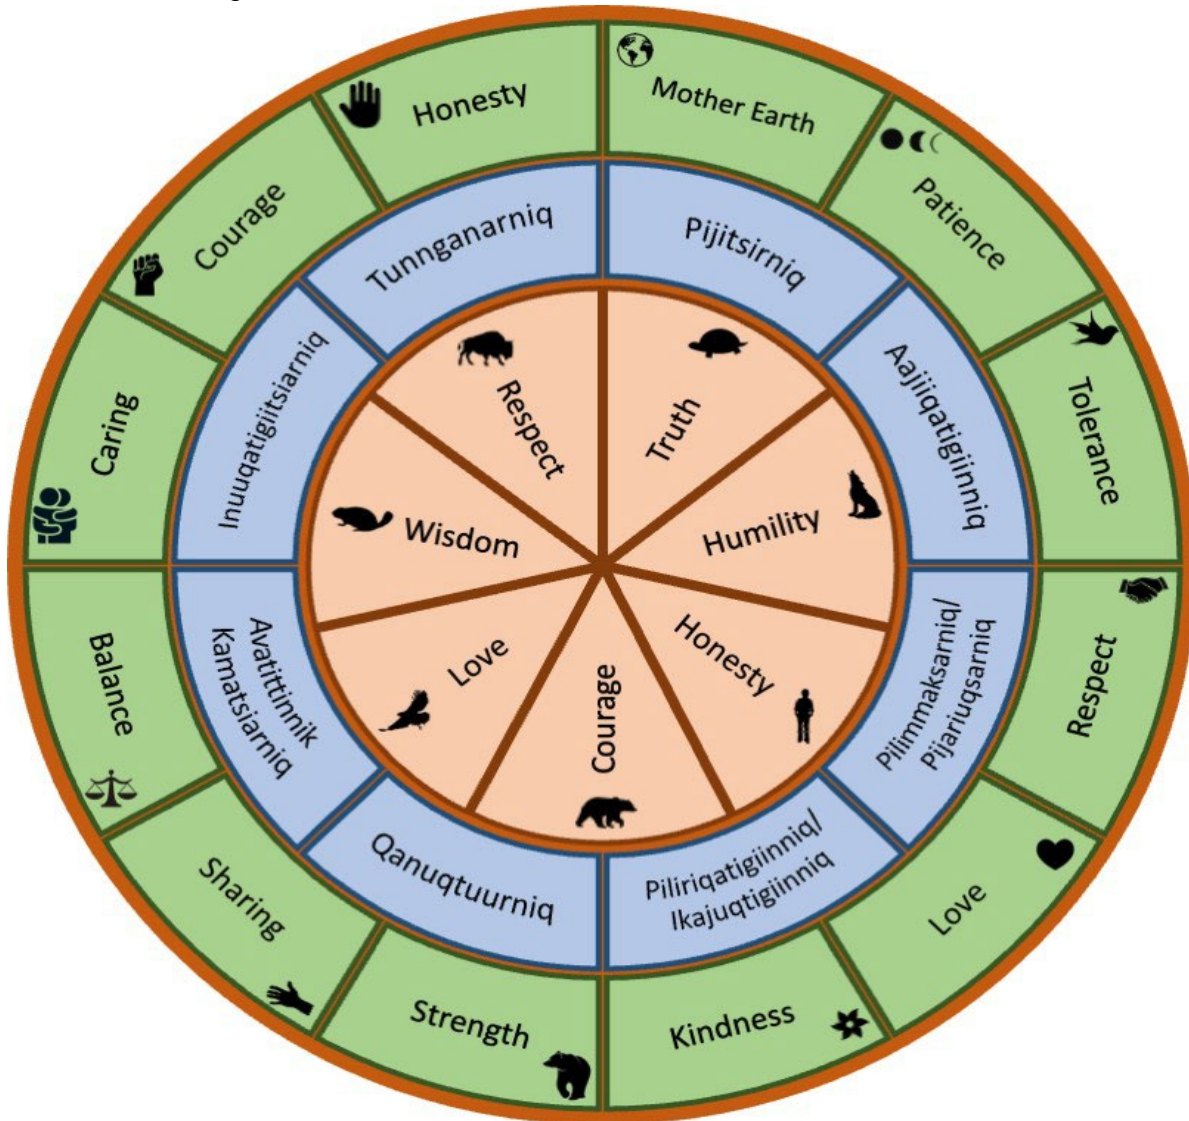 Mother Earth
Patience
Tolerance
Respect
Love
Kindness
Strength
Sharing
Balance
Caring
Courage
Honesty
Pijitsirniq
Aajiiqatigiinniq
Pilimmaksarniq/
Pijariuqsarniq
Piliriqatigiinniq/
Ikajuqtigiinniq
Qanuqtuurniq
Avatittinnik
Kamatsiarniq
Inuuqatigiitsiarniq
Tunnganarniq
Truth
Humility
Honesty
Courage
Love
Wisdom
Respect